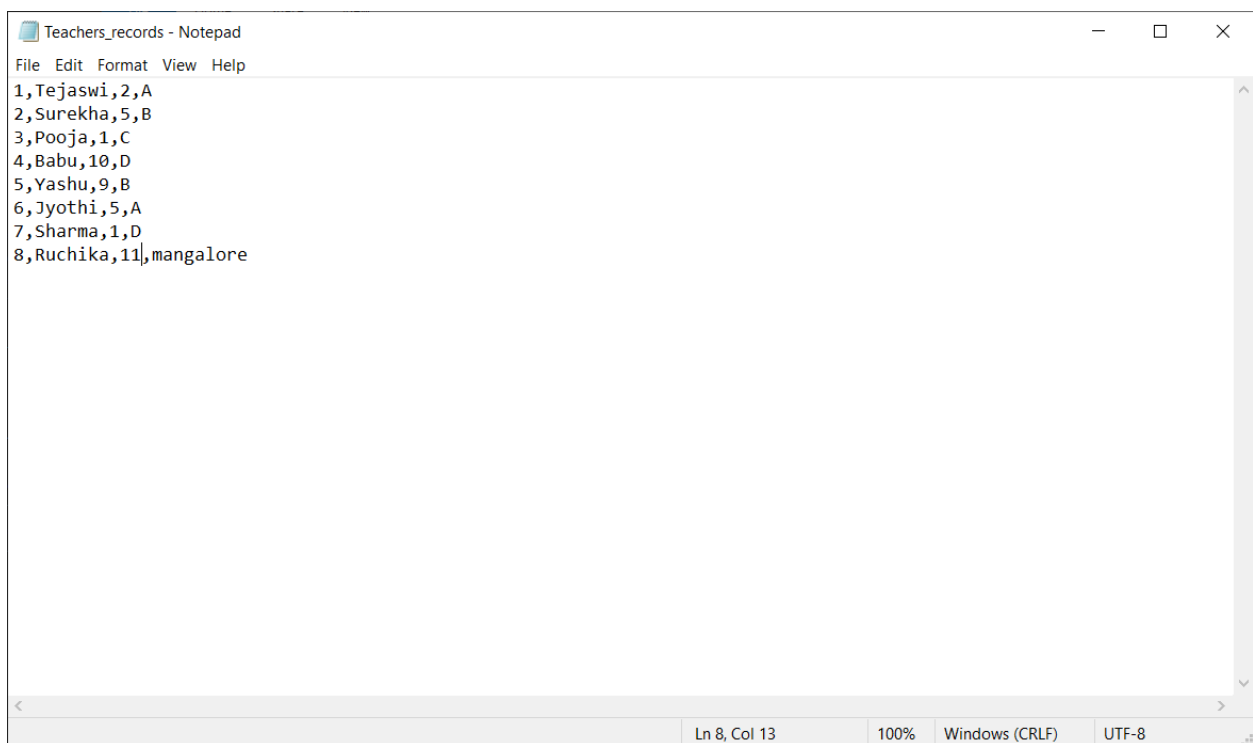 Teachers_records - Notepad
File Edit Format View Help
1,Tejaswi,2,A
2,Surekha,5,B
3,Pooja,1,C
4,Babu,10,D
5,Yashu,9,B
6,Jyothi,5,A
7,Sharma,1,D
8,Ruchika,11,mangalore
Ln 8, Col 13 100% Windows (CRLF) UTF-8